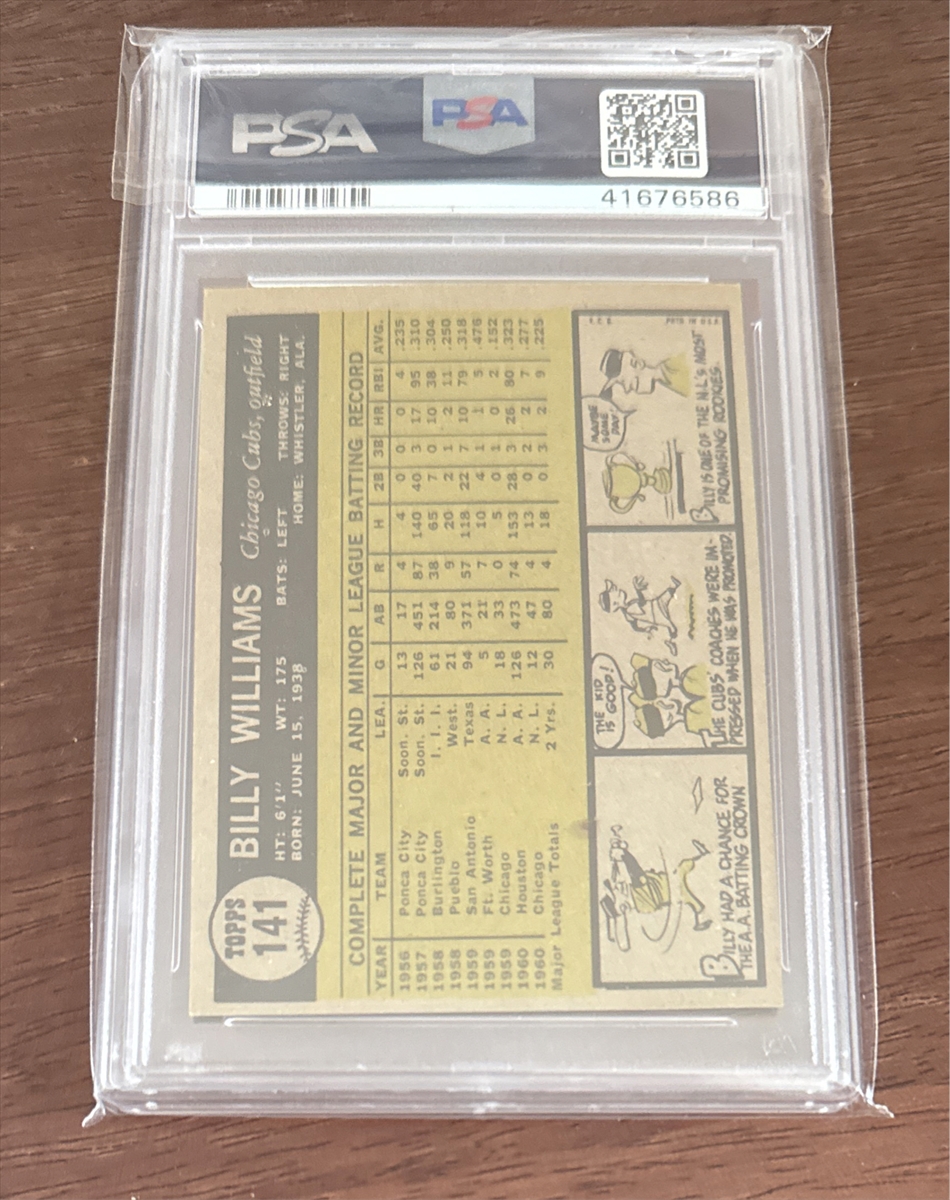 PSA
PSA
41676586
TOPPS
141
BILLY WILLIAMS Chicago Cubs, outfield
HT: 6'1" WT: 175 BATS: LEFT THROWS: RIGHT
BORN: JUNE 15, 1938 HOME: WHISTLER, ALA.
COMPLETE MAJOR AND MINOR LEAGUE BATTING RECORD
YEAR TEAM LEA. G AB R H 2B 3B HR RBI AVG.
1956 Ponca City Soon. St. 13 17 4 4 0 0 0 4 .235
1957 Ponca City Soon. St. 126 451 87 140 40 3 17 95 .310
1958 Burlington I. I. I. 61 214 38 65 7 0 10 38 .304
1958 Pueblo West. 21 80 9 20 2 1 2 11 .250
1959 San Antonio Texas 94 371 57 118 22 7 10 79 .318
1959 Ft. Worth A. A. 5 21 7 10 4 1 1 5 .476
1959 Chicago N. L. 18 33 0 5 0 1 0 2 .152
1960 Houston A. A. 126 473 74 153 28 3 26 80 .323
1960 Chicago N. L. 12 47 4 13 0 2 2 7 .277
Major League Totals 2 Yrs. 30 80 4 18 0 3 2 9 .225
BILLY HAD A CHANCE FOR
THE A.A. BATTING CROWN
THE KID
IS GOOD!
THE CUBS' COACHES WERE IM-
PRESSED WHEN HE WAS PROMOTED.
MAYBE
SOME
DAY!
BILLY IS ONE OF THE N.L.'S MOST
PROMISING ROOKIES.
T.C.G. PRTD IN U.S.A.